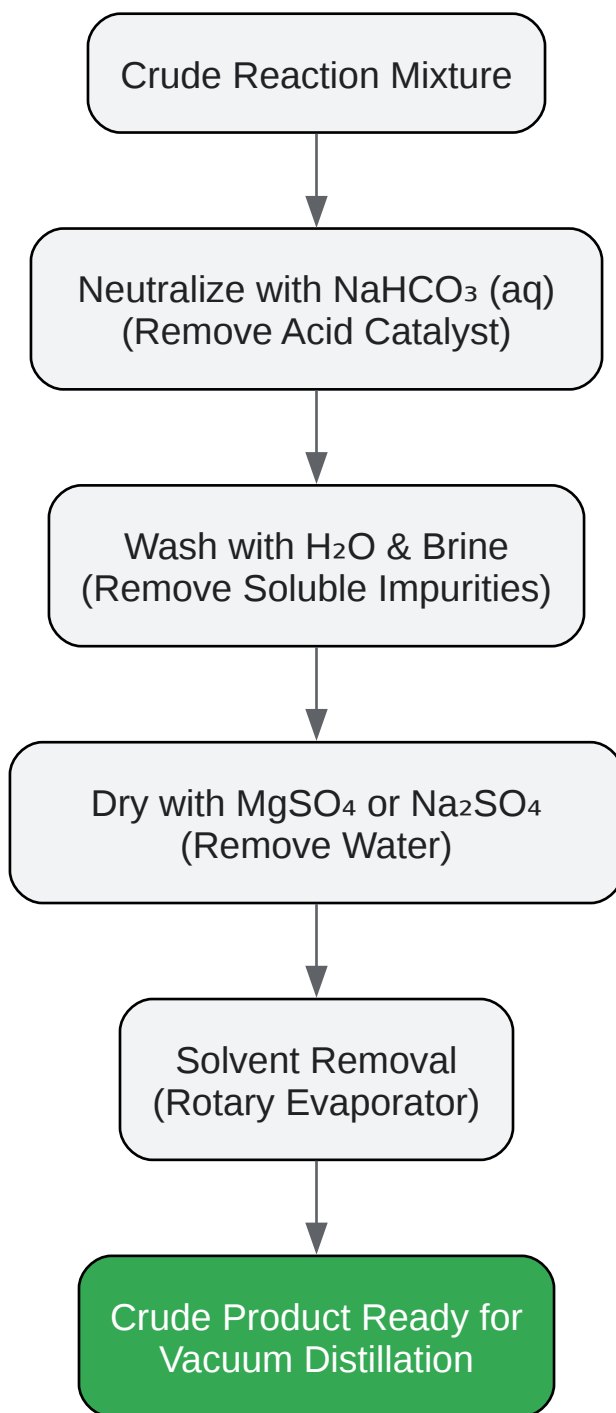 Crude Reaction Mixture
Neutralize with NaHCO₃ (aq)
(Remove Acid Catalyst)
Wash with H₂O & Brine
(Remove Soluble Impurities)
Dry with MgSO₄ or Na₂SO₄
(Remove Water)
Solvent Removal
(Rotary Evaporator)
Crude Product Ready for
Vacuum Distillation